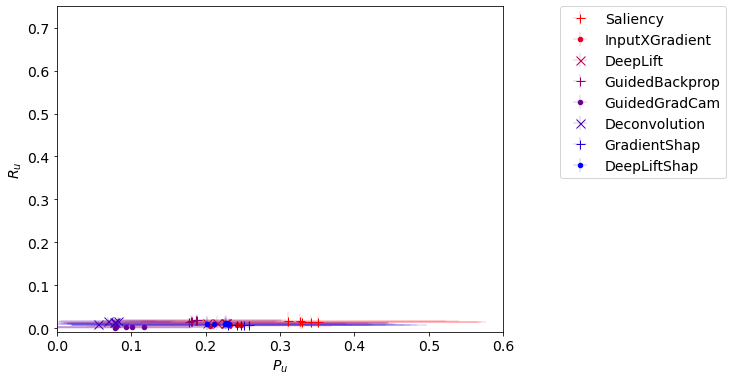 0.7
0.6
0.5
0.4
0.3
0.2
0.1
0.0
R_u
0.0 0.1 0.2 0.3 0.4 0.5 0.6
P_u
Saliency
InputXGradient
DeepLift
GuidedBackprop
GuidedGradCam
Deconvolution
GradientShap
DeepLiftShap